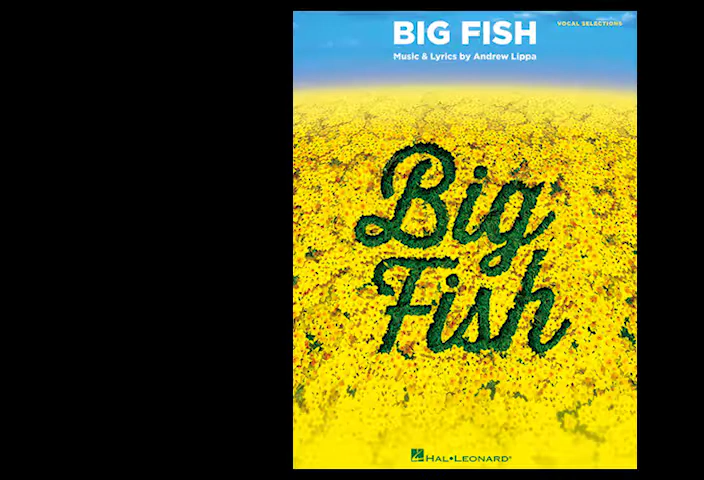 BIG FISH
VOCAL SELECTIONS
Music & Lyrics by Andrew Lippa
Big
Fish
HAL•LEONARD®